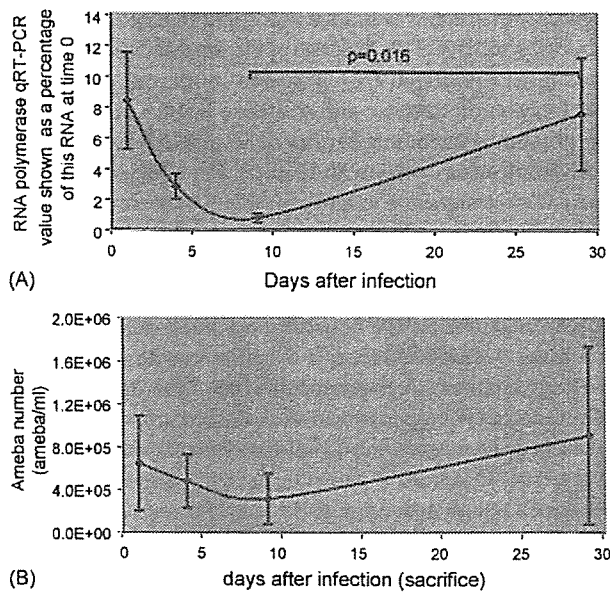 RNA polymerase qRT-PCR
value shown as a percentage
of this RNA at time 0
14
12
10
8
6
4
2
0
p=0.016
0
5
10
15
20
25
30
(A)
Days after infection
Ameba number
(ameba/ml)
2.0E+06
1.6E+06
1.2E+06
8.0E+05
4.0E+05
0.0E+00
0
5
10
15
20
25
30
(B)
days after infection (sacrifice)